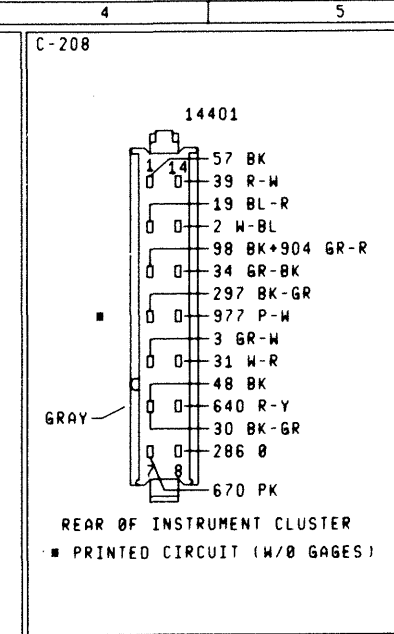 4 5
C-208
14401
1 14
57 BK
39 R-W
19 BL-R
2 W-BL
98 BK+904 GR-R
34 GR-BK
297 BK-GR
977 P-W
3 GR-W
31 W-R
48 BK
GRAY
640 R-Y
30 BK-GR
286 0
7 8
670 PK
REAR 0F INSTRUMENT CLUSTER
■ PRINTED CIRCUIT (W/0 GAGES)